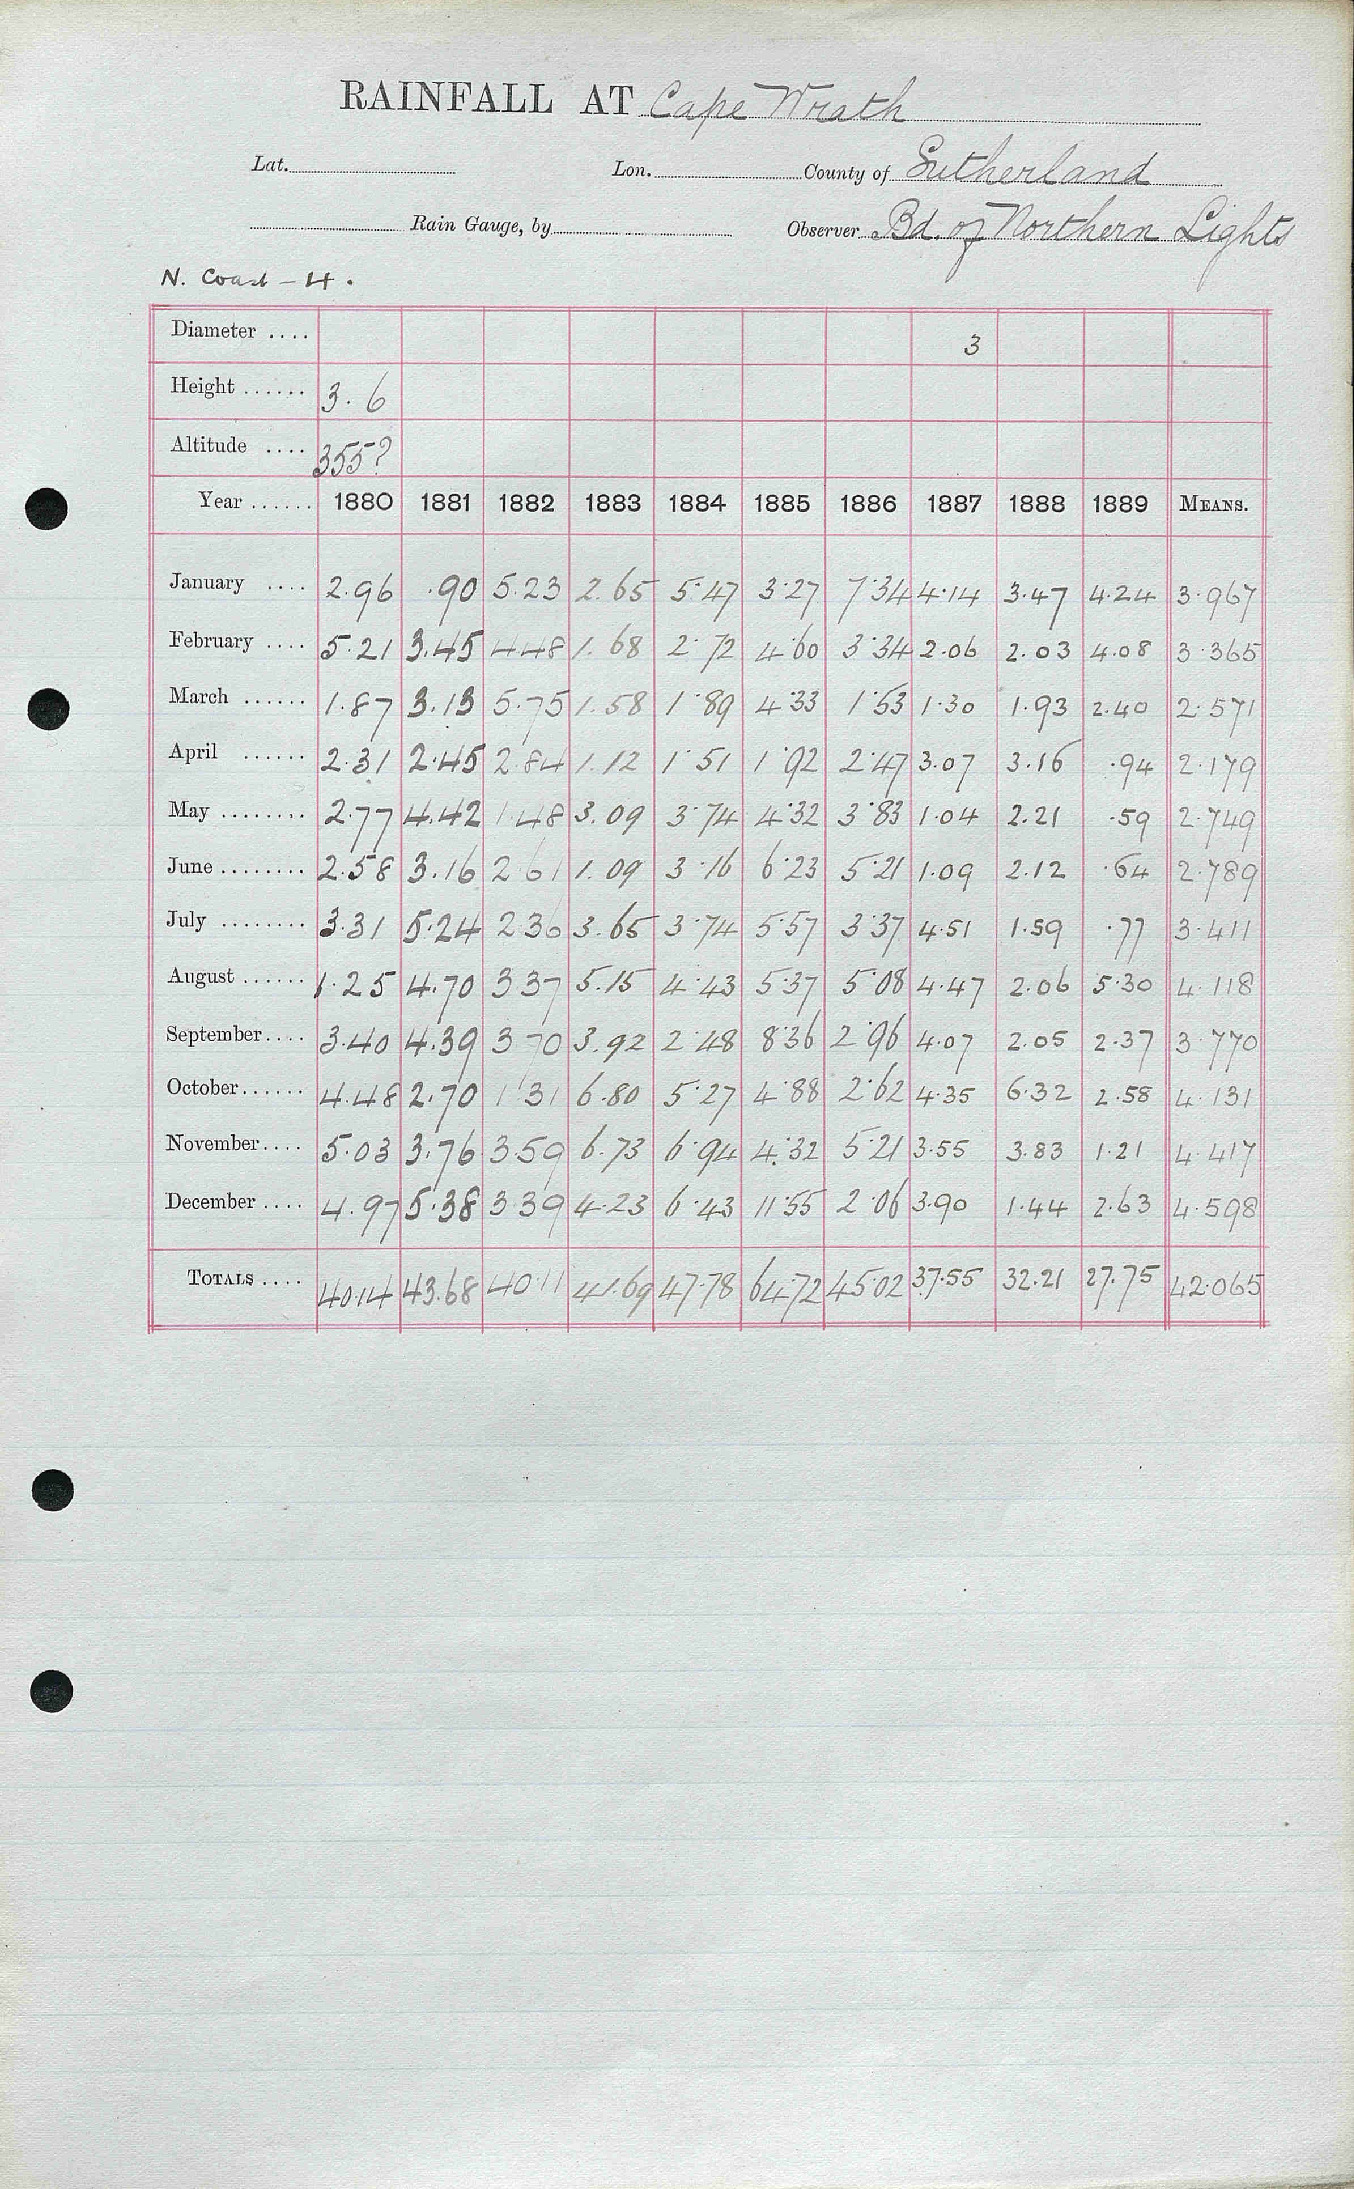 RAINFALL AT Cape Wrath
Lat. Lon. County of Sutherland
Rain Gauge, by Observer Bd. of Northern Lights
N. Coast - 4.
Diameter .... 3
Height ...... 3.6
Altitude .... 355?
Year ...... 1880 1881 1882 1883 1884 1885 1886 1887 1888 1889 MEANS.
January .... 2.96 .90 5.23 2.65 5.47 3.27 7.34 4.14 3.47 4.24 3.967
February .... 5.21 3.45 4.48 1.68 2.72 4.60 3.34 2.06 2.03 4.08 3.365
March ...... 1.87 3.13 5.75 1.58 1.89 4.33 1.53 1.30 1.93 2.40 2.571
April ...... 2.31 2.45 2.84 1.12 1.51 1.92 2.47 3.07 3.16 .94 2.179
May ........ 2.77 4.42 1.48 3.09 3.74 4.32 3.83 1.04 2.21 .59 2.749
June ........ 2.58 3.16 2.61 1.09 3.16 6.23 5.21 1.09 2.12 .64 2.789
July ........ 3.31 5.24 2.36 3.65 3.74 5.57 3.37 4.51 1.59 .77 3.411
August ...... 1.25 4.70 3.37 5.15 4.43 5.37 5.08 4.47 2.06 5.30 4.118
September.... 3.40 4.39 3.70 3.92 2.48 8.36 2.96 4.07 2.05 2.37 3.770
October...... 4.48 2.70 1.31 6.80 5.27 4.88 2.62 4.35 6.32 2.58 4.131
November.... 5.03 3.76 3.59 6.73 6.94 4.32 5.21 3.55 3.83 1.21 4.417
December .... 4.97 5.38 3.39 4.23 6.43 11.55 2.06 3.90 1.44 2.63 4.598
TOTALS .... 40.14 43.68 40.11 41.69 47.78 64.72 45.02 37.55 32.21 27.75 42.065